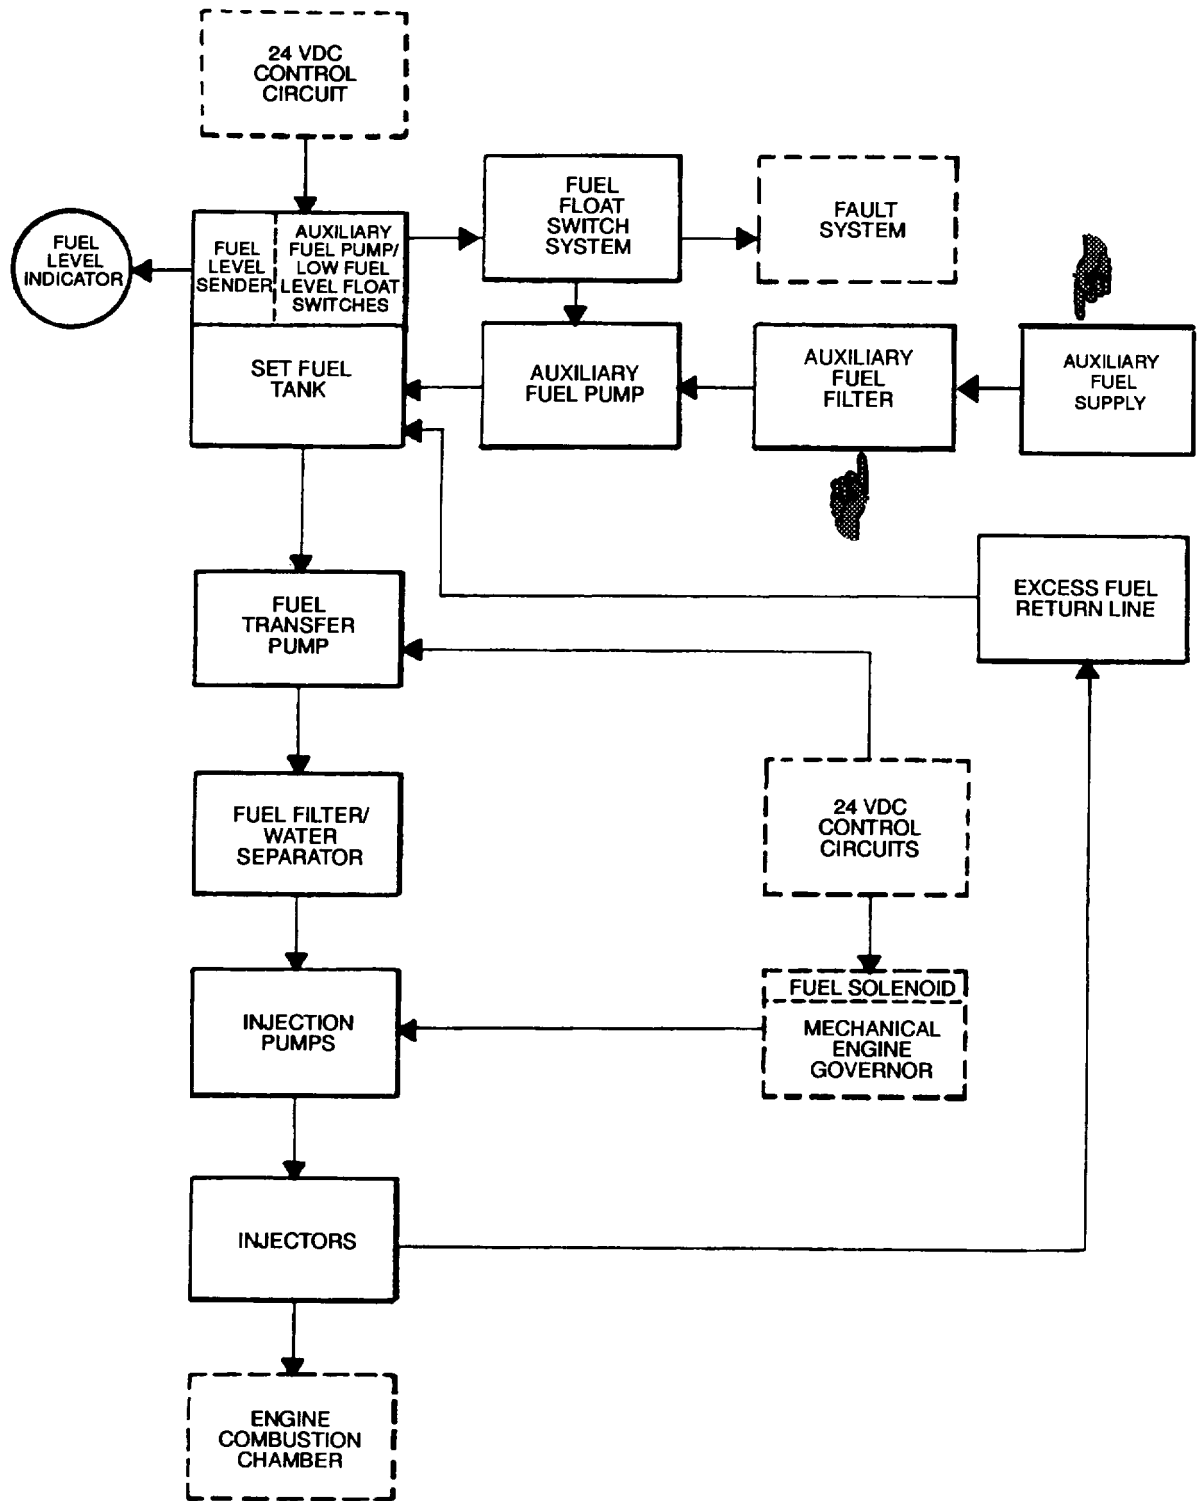 24 VDC
CONTROL
CIRCUIT
FUEL
LEVEL
INDICATOR
FUEL
LEVEL
SENDER
AUXILIARY
FUEL PUMP/
LOW FUEL
LEVEL FLOAT
SWITCHES
FUEL
FLOAT
SWITCH
SYSTEM
FAULT
SYSTEM
SET FUEL
TANK
AUXILIARY
FUEL PUMP
AUXILIARY
FUEL
FILTER
AUXILIARY
FUEL
SUPPLY
EXCESS FUEL
RETURN LINE
FUEL
TRANSFER
PUMP
FUEL FILTER/
WATER
SEPARATOR
24 VDC
CONTROL
CIRCUITS
FUEL SOLENOID
MECHANICAL
ENGINE
GOVERNOR
INJECTION
PUMPS
INJECTORS
ENGINE
COMBUSTION
CHAMBER